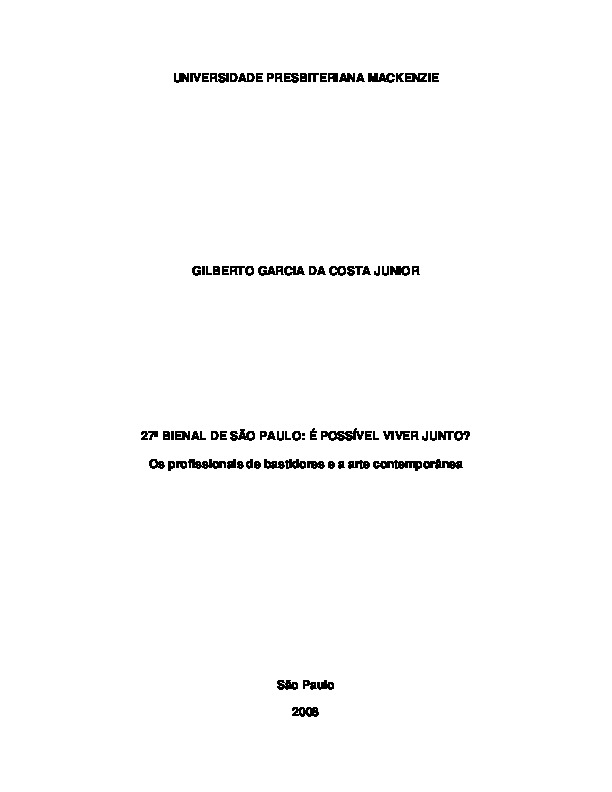 UNIVERSIDADE PRESBITERIANA MACKENZIE
GILBERTO GARCIA DA COSTA JUNIOR
27ª BIENAL DE SÃO PAULO: É POSSÍVEL VIVER JUNTO?
Os profissionais de bastidores e a arte contemporânea
São Paulo
2008